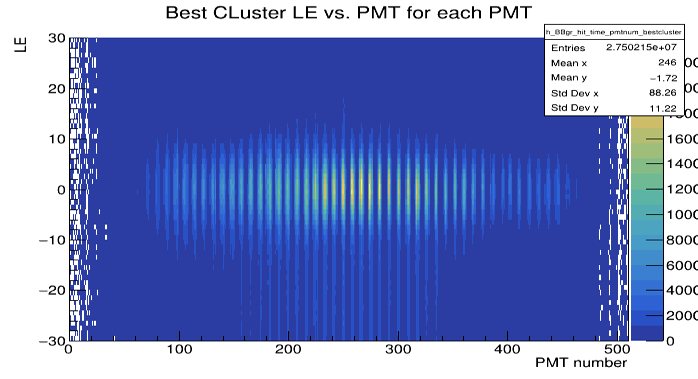 Best CLuster LE vs. PMT for each PMT
LE
h_BBgr_hit_time_pmtnum_bestcluster
Entries 2.750215e+07
Mean x 246
Mean y -1.72
Std Dev x 88.26
Std Dev y 11.22
30
20
10
0
−10
−20
−30
0 100 200 300 400 500
PMT number
1600
1400
1200
1000
8000
6000
4000
2000
0